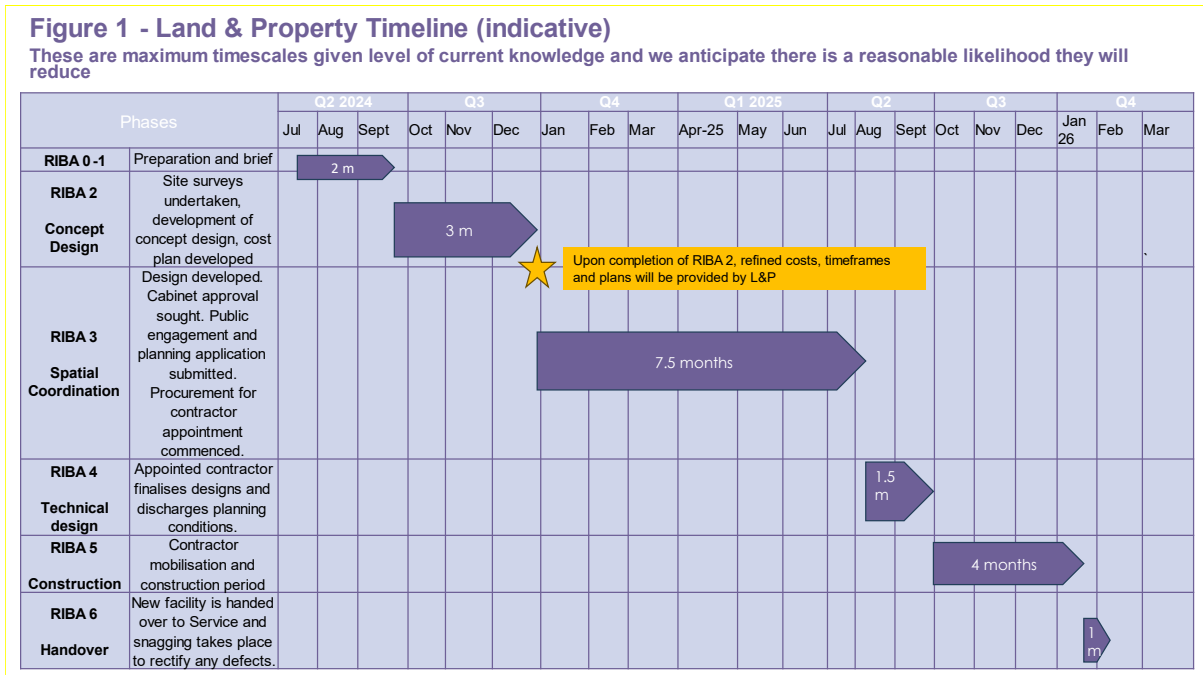 Figure 1 - Land & Property Timeline (indicative)
These are maximum timescales given level of current knowledge and we anticipate there is a reasonable likelihood they will
reduce
Phases
Q2 2024 Q3 Q4 Q1 2025 Q2 Q3 Q4
Jul Aug Sept Oct Nov Dec Jan Feb Mar Apr-25 May Jun Jul Aug Sept Oct Nov Dec Jan 26 Feb Mar
RIBA 0-1
Preparation and brief
2 m
RIBA 2
Concept
Design
Site surveys
undertaken,
development of
concept design, cost
plan developed
3 m
Upon completion of RIBA 2, refined costs, timeframes
and plans will be provided by L&P
`
RIBA 3
Spatial
Coordination
Design developed.
Cabinet approval
sought. Public
engagement and
planning application
submitted.
Procurement for
contractor
appointment
commenced.
7.5 months
RIBA 4
Technical
design
Appointed contractor
finalises designs and
discharges planning
conditions.
1.5
m
RIBA 5
Construction
Contractor
mobilisation and
construction period
4 months
RIBA 6
Handover
New facility is handed
over to Service and
snagging takes place
to rectify any defects.
1
m